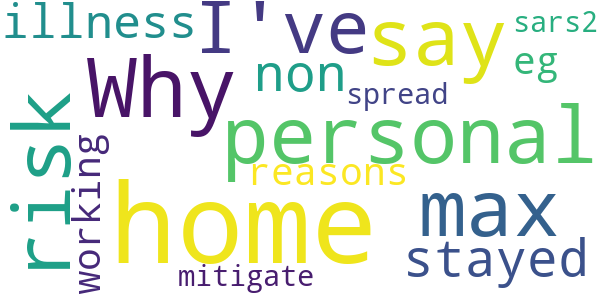 illness I've say sars2
Why non eg
spread
risk working personal
reasons
home max
stayed
mitigate